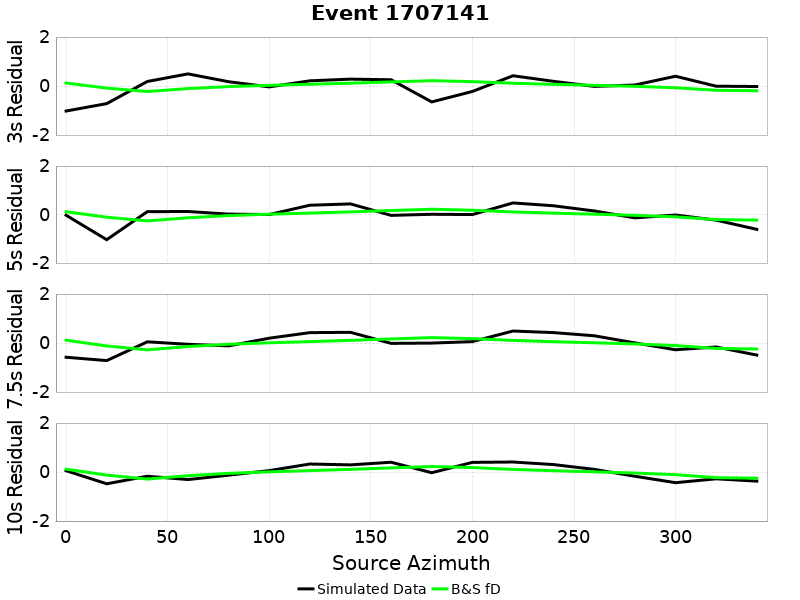 Event 1707141
3s Residual
2
0
-2
5s Residual
2
0
-2
7.5s Residual
2
0
-2
10s Residual
2
0
-2
0 50 100 150 200 250 300
Source Azimuth
Simulated Data B&S fD